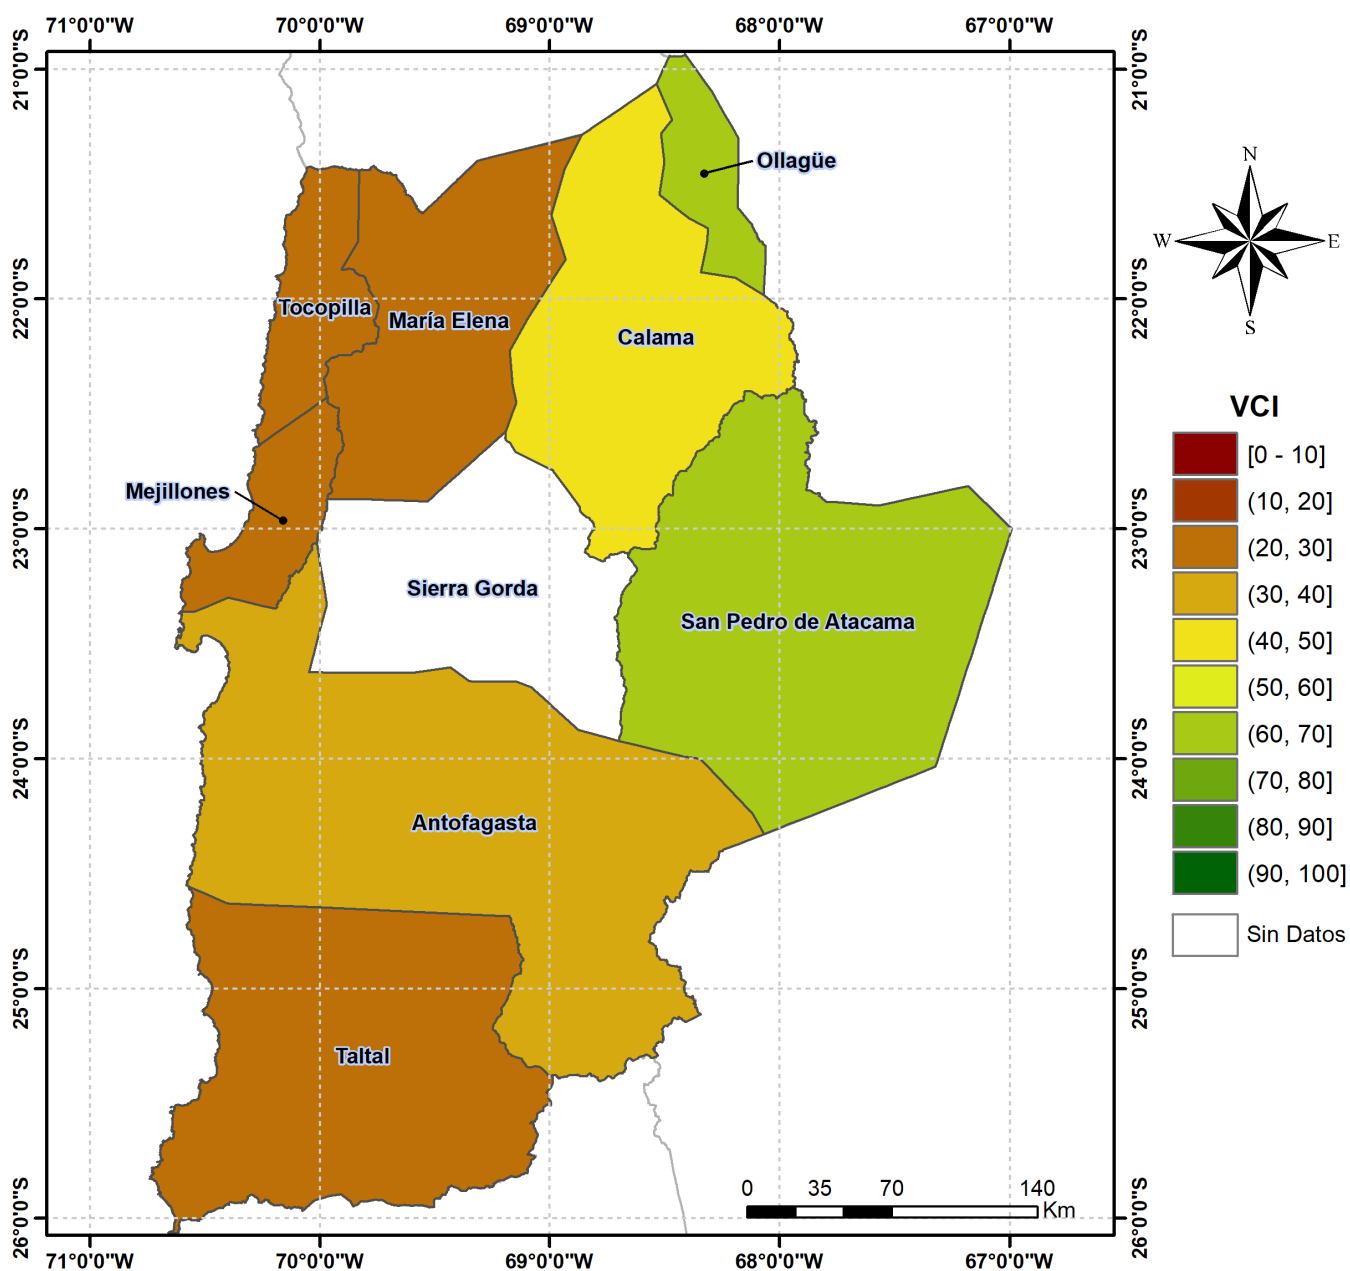 71°0'0"W 70°0'0"W 69°0'0"W 68°0'0"W 67°0'0"W
21°0'0"S
21°0'0"S
Ollagüe
N
W
E
S
22°0'0"S
Tocopilla
María Elena
Calama
22°0'0"S
VCI
[0 - 10]
(10, 20]
(20, 30]
(30, 40]
(40, 50]
(50, 60]
(60, 70]
(70, 80]
(80, 90]
(90, 100]
Sin Datos
Mejillones
23°0'0"S
23°0'0"S
Sierra Gorda
San Pedro de Atacama
24°0'0"S
24°0'0"S
Antofagasta
25°0'0"S
25°0'0"S
Taltal
0 35 70 140
Km
26°0'0"S
26°0'0"S
71°0'0"W 70°0'0"W 69°0'0"W 68°0'0"W 67°0'0"W